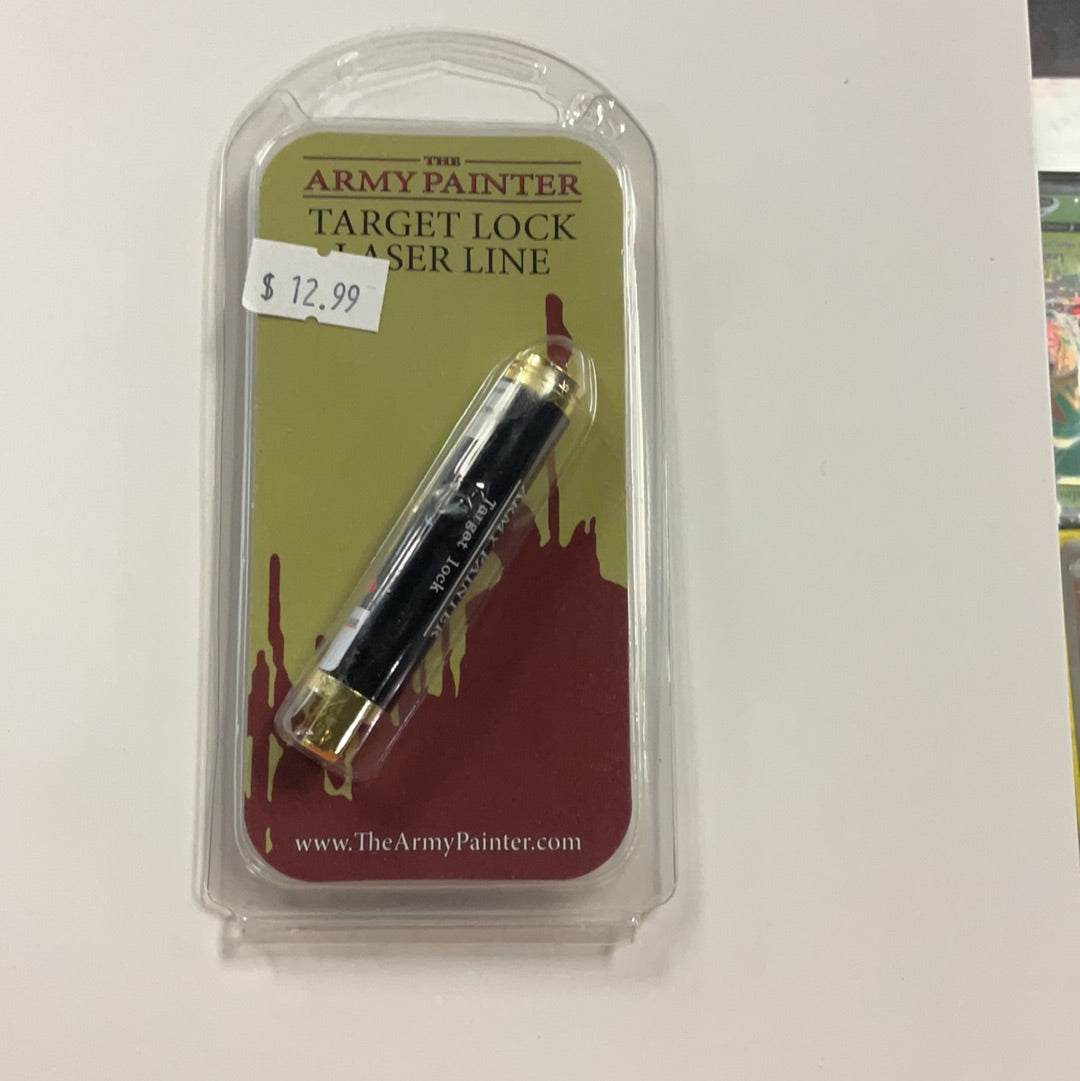 THE
ARMY PAINTER
TARGET LOCK
LASER LINE
$ 12.99
ARMY PAINTER
Target lock
www.TheArmyPainter.com